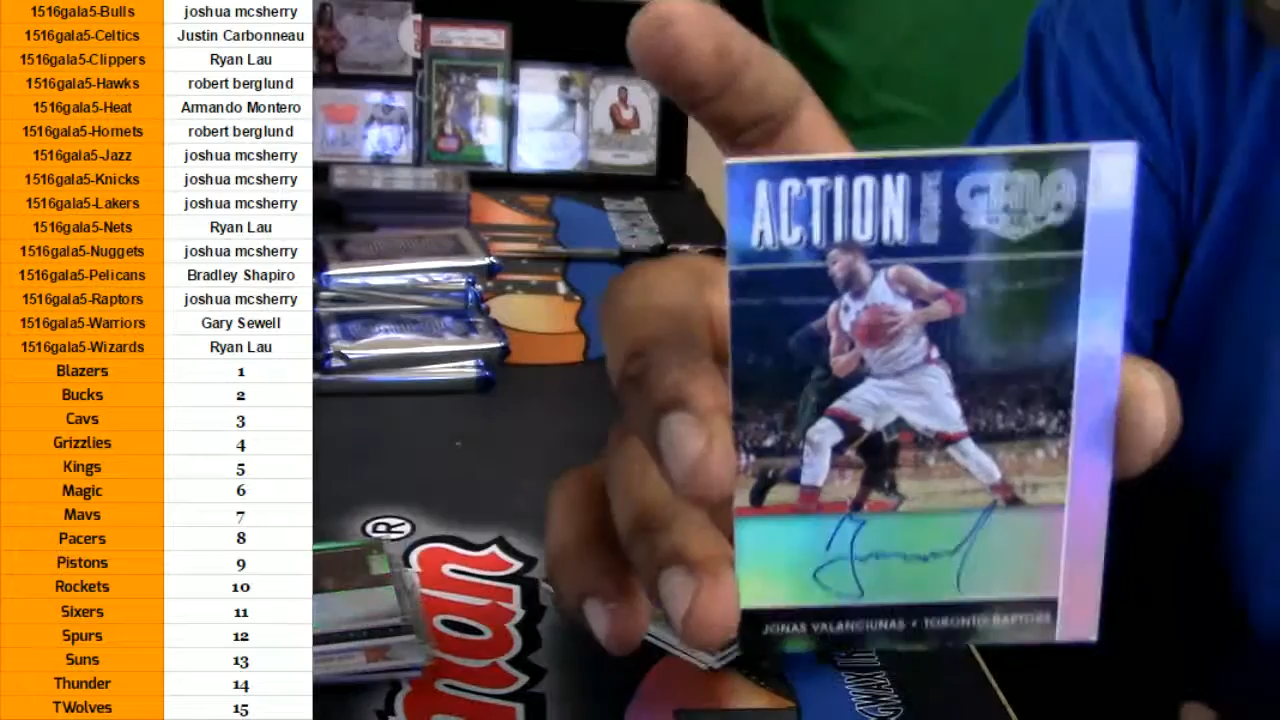 1516gala5-Bulls joshua mcsherry
1516gala5-Celtics Justin Carbonneau
1516gala5-Clippers Ryan Lau
1516gala5-Hawks robert berglund
1516gala5-Heat Armando Montero
1516gala5-Hornets robert berglund
1516gala5-Jazz joshua mcsherry
1516gala5-Knicks joshua mcsherry
1516gala5-Lakers joshua mcsherry
1516gala5-Nets Ryan Lau
1516gala5-Nuggets joshua mcsherry
1516gala5-Pelicans Bradley Shapiro
1516gala5-Raptors joshua mcsherry
1516gala5-Warriors Gary Sewell
1516gala5-Wizards Ryan Lau
Blazers 1
Bucks 2
Cavs 3
Grizzlies 4
Kings 5
Magic 6
Mavs 7
Pacers 8
Pistons 9
Rockets 10
Sixers 11
Spurs 12
Suns 13
Thunder 14
TWolves 15
ACTION
GALA
JONAS VALANCIUNAS • TORONTO RAPTORS
®